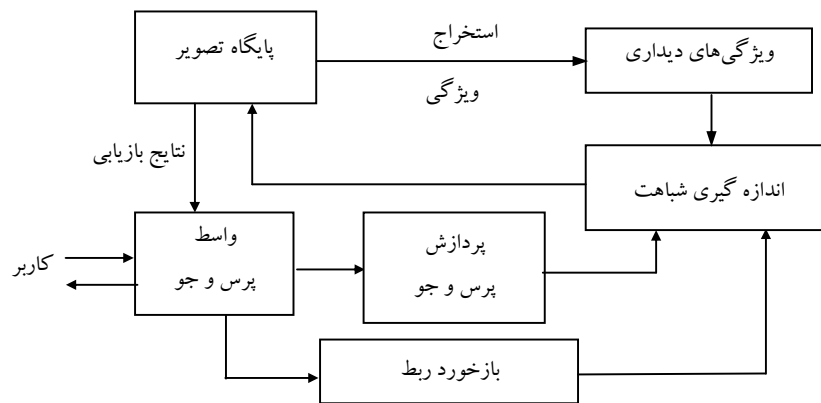 پایگاه تصویر
استخراج
ویژگی
ویژگی‌های دیداری
نتایج بازیابی
اندازه گیری شباهت
کاربر
واسط
پرس و جو
پردازش
پرس و جو
بازخورد ربط